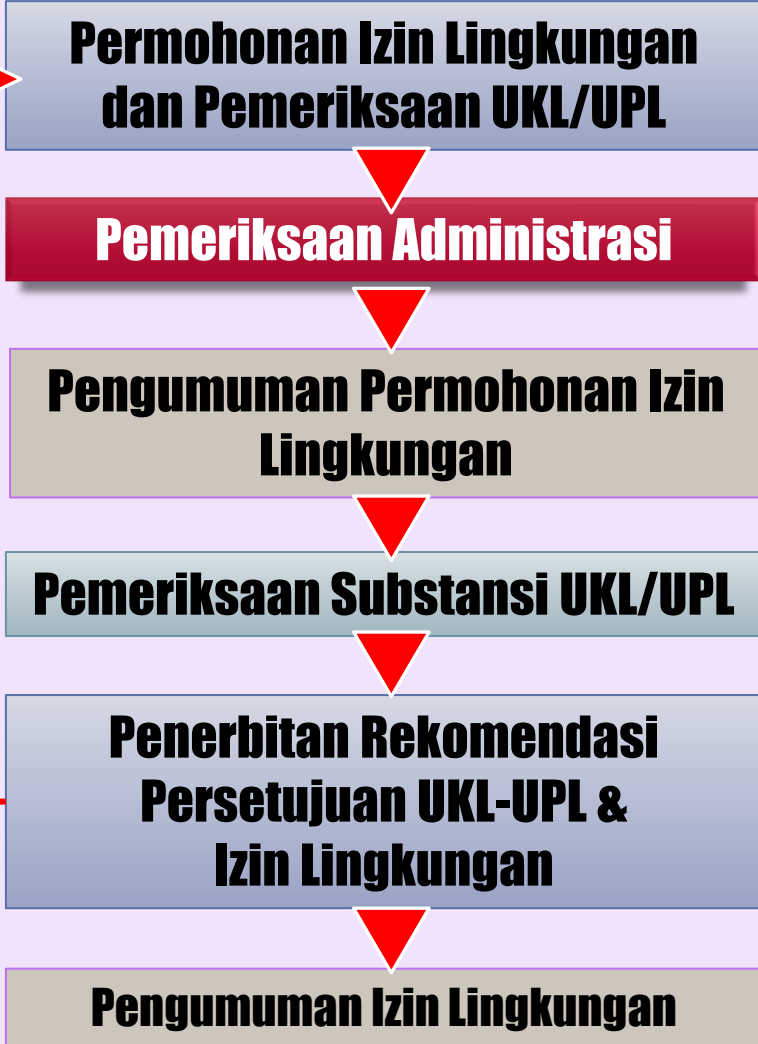 Permohonan Izin Lingkungan
dan Pemeriksaan UKL/UPL
Pemeriksaan Administrasi
Pengumuman Permohonan Izin
Lingkungan
Pemeriksaan Substansi UKL/UPL
Penerbitan Rekomendasi
Persetujuan UKL-UPL &
Izin Lingkungan
Pengumuman Izin Lingkungan